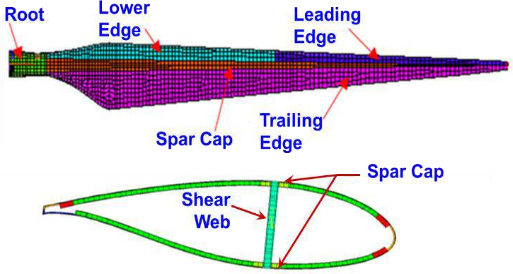 Root
Lower
Edge
Leading
Edge
Spar Cap
Trailing
Edge
Spar Cap
Shear
Web